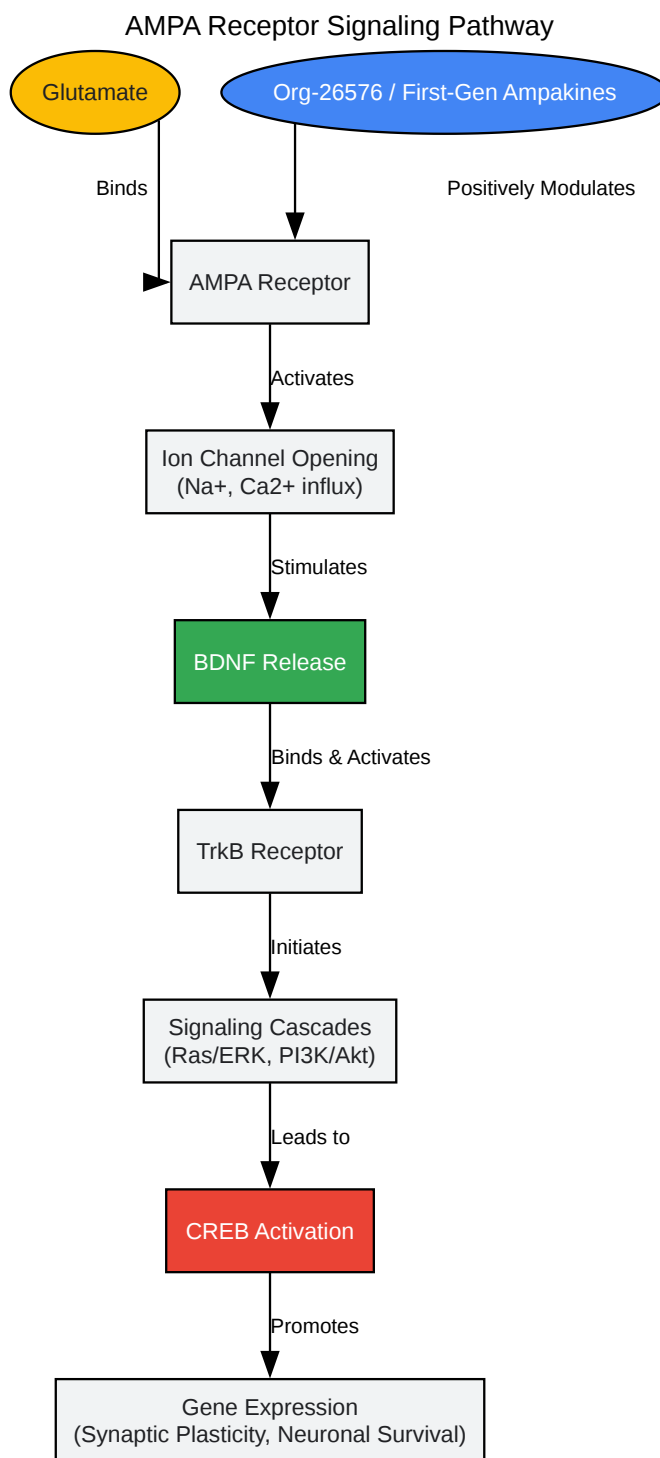 AMPA Receptor Signaling Pathway
Glutamate
Org-26576 / First-Gen Ampakines
Binds
Positively Modulates
AMPA Receptor
Activates
Ion Channel Opening
(Na+, Ca2+ influx)
Stimulates
BDNF Release
Binds & Activates
TrkB Receptor
Initiates
Signaling Cascades
(Ras/ERK, PI3K/Akt)
Leads to
CREB Activation
Promotes
Gene Expression
(Synaptic Plasticity, Neuronal Survival)